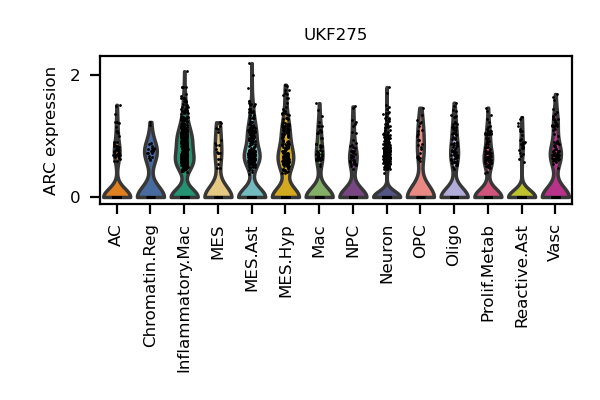 UKF275
ARC expression
2
0
AC
Chromatin.Reg
Inflammatory.Mac
MES
MES.Ast
MES.Hyp
Mac
NPC
Neuron
OPC
Oligo
Prolif.Metab
Reactive.Ast
Vasc